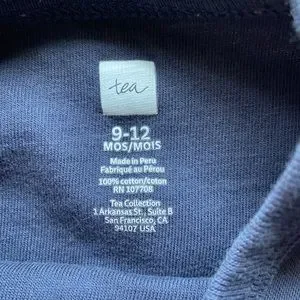 tea
9-12
MOS/MOIS
Made in Peru
Fabriqué au Pérou
100% cotton/coton
RN 107708
Tea Collection
1 Arkansas St., Suite B
San Francisco, CA
94107 USA